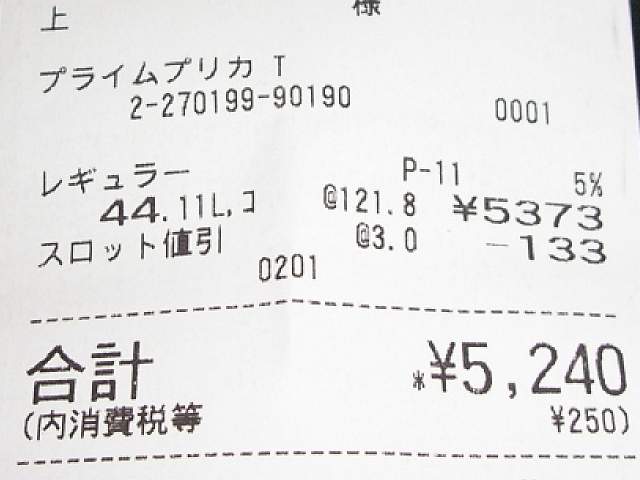 上 様
プライムプリカ T
2-270199-90190 0001
レギュラー P-11 5%
44.11L,コ @121.8 ¥5373
スロット値引 @3.0 -133
0201
合計 *¥5,240
(内消費税等 ¥250)